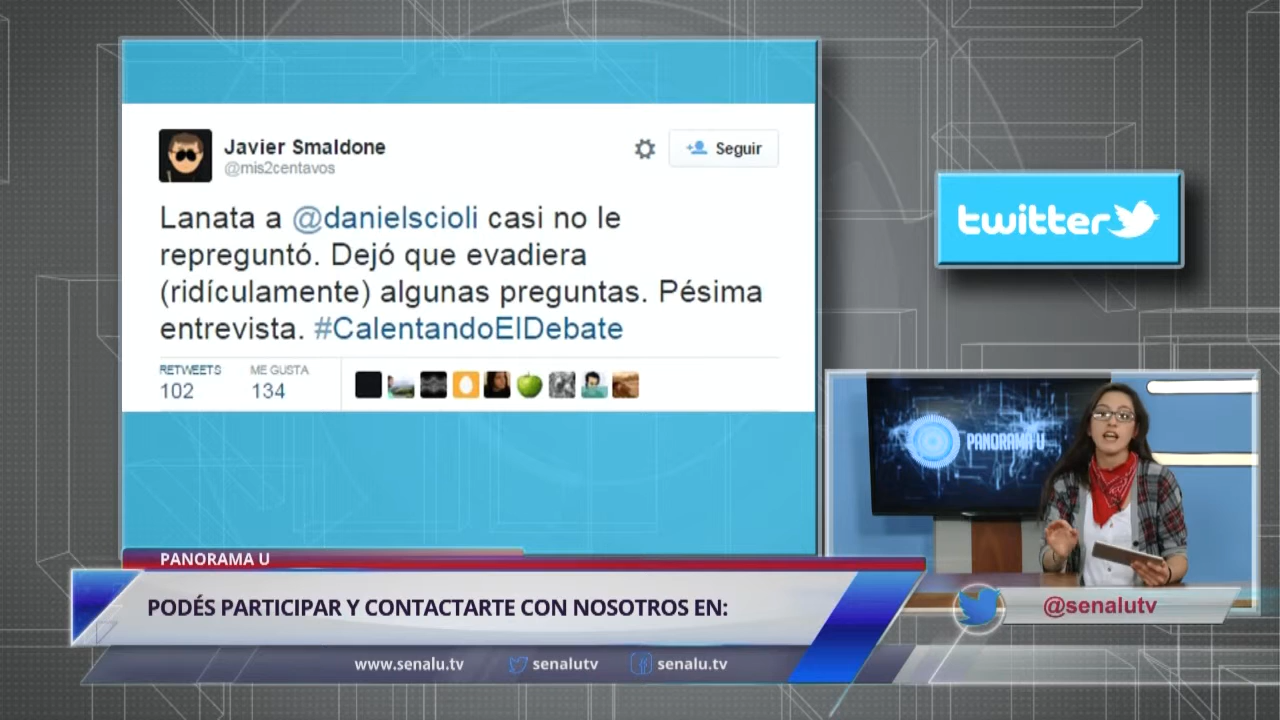 Javier Smaldone
@mis2centavos
Seguir
Lanata a @danielscioli casi no le
repreguntó. Dejó que evadiera
(ridículamente) algunas preguntas. Pésima
entrevista. #CalentandoElDebate
RETWEETS ME GUSTA
102 134
twitter
PANORAMA U
@senalutv
PANORAMA U
PODÉS PARTICIPAR Y CONTACTARTE CON NOSOTROS EN:
www.senalu.tv senalutv senalu.tv